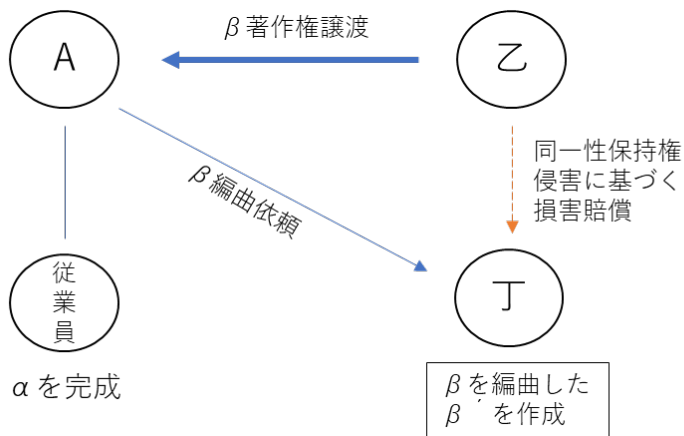 β著作権譲渡
A
乙
同一性保持権
侵害に基づく
損害賠償
β編曲依頼
従
業
員
丁
αを完成
βを編曲した
β´を作成